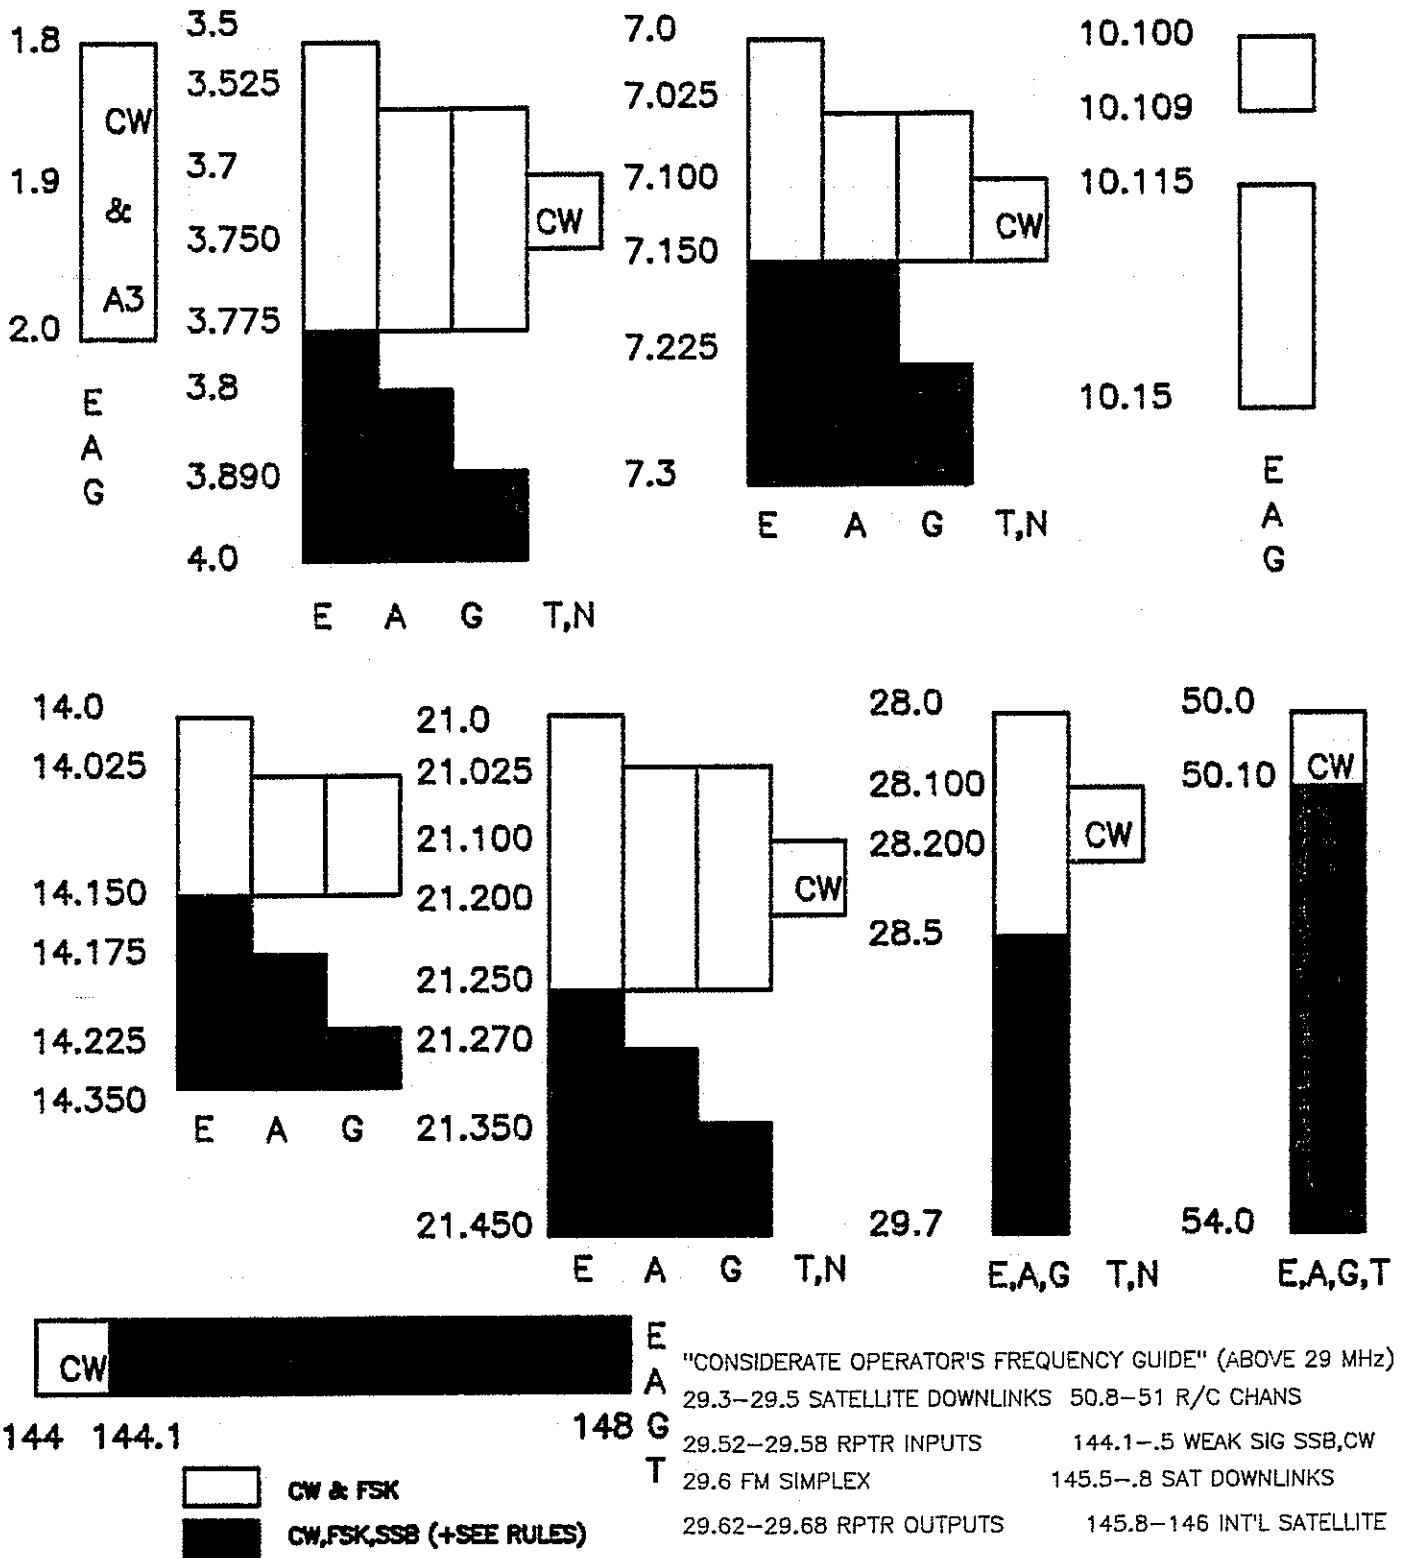 1.8
CW
1.9
&
A3
2.0
E
A
G
3.5
3.525
3.7
3.750
CW
3.775
3.8
3.890
4.0
E A G T,N
7.0
7.025
7.100
7.150
CW
7.225
7.3
E A G T,N
10.100
10.109
10.115
10.15
E
A
G
14.0
14.025
14.150
14.175
14.225
14.350
E A G
21.0
21.025
21.100
21.200
CW
21.250
21.270
21.350
21.450
E A G T,N
28.0
28.100
28.200
CW
28.5
29.7
E,A,G T,N
50.0
50.10
CW
54.0
E,A,G,T
CW
144 144.1 148
E
A
G
T
CW & FSK
CW,FSK,SSB (+SEE RULES)
"CONSIDERATE OPERATOR'S FREQUENCY GUIDE" (ABOVE 29 MHz)
29.3-29.5 SATELLITE DOWNLINKS 50.8-51 R/C CHANS
29.52-29.58 RPTR INPUTS 144.1-.5 WEAK SIG SSB,CW
29.6 FM SIMPLEX 145.5-.8 SAT DOWNLINKS
29.62-29.68 RPTR OUTPUTS 145.8-146 INT'L SATELLITE